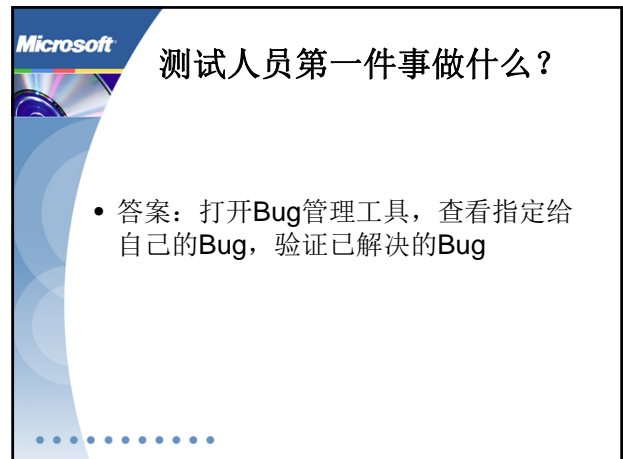 Microsoft
测试人员第一件事做什么？
• 答案：打开Bug管理工具，查看指定给
自己的Bug，验证已解决的Bug